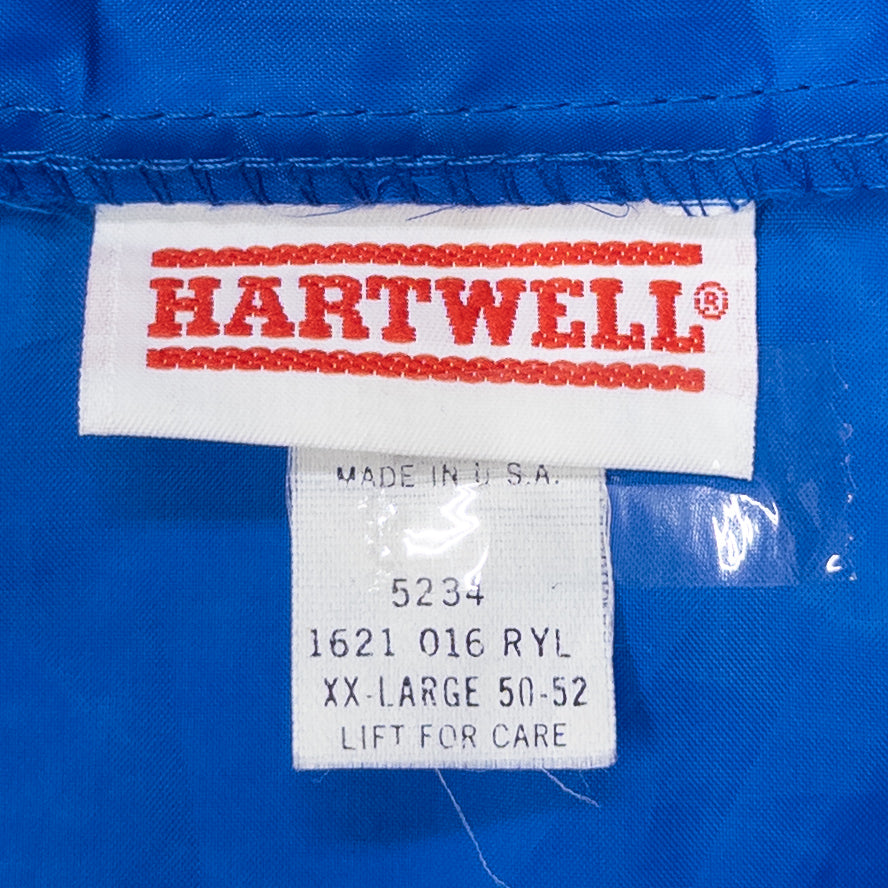 HARTWELL®
MADE IN U.S.A.
5234
1621 016 RYL
XX-LARGE 50-52
LIFT FOR CARE